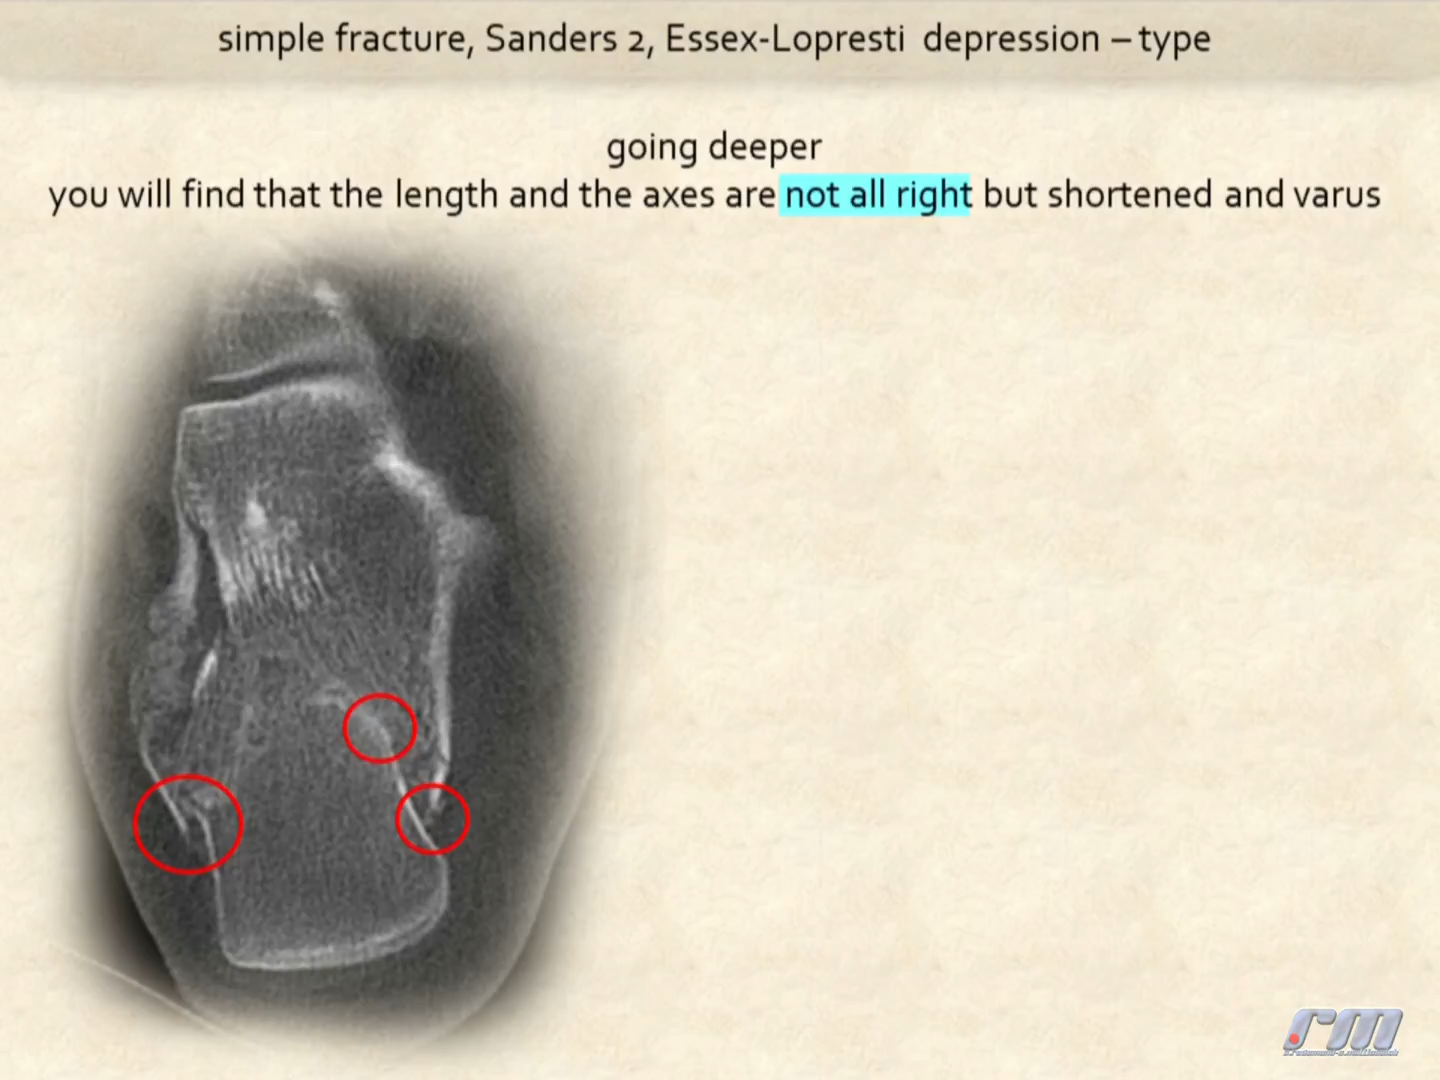 simple fracture, Sanders 2, Essex-Lopresti depression – type
going deeper
you will find that the length and the axes are not all right but shortened and varus
rm